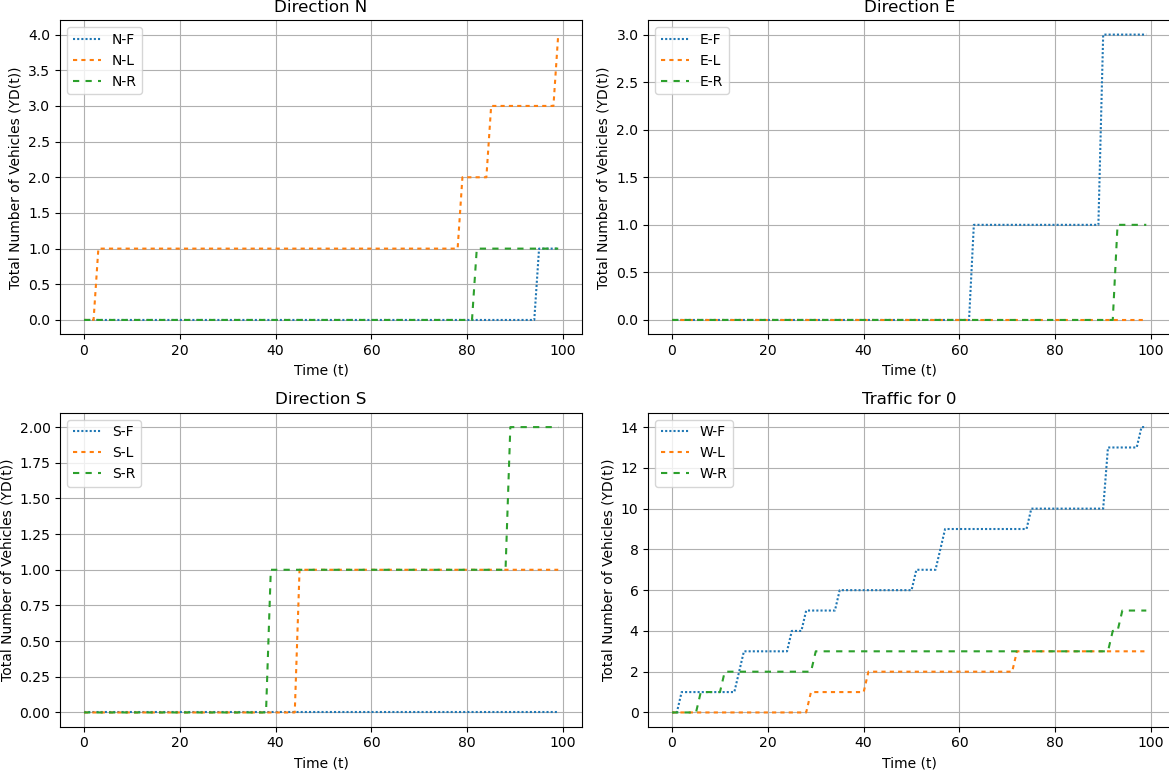 Direction N
Total Number of Vehicles (YD(t))
4.0
3.5
3.0
2.5
2.0
1.5
1.0
0.5
0.0
N-F
N-L
N-R
0 20 40 60 80 100
Time (t)
Direction E
Total Number of Vehicles (YD(t))
3.0
2.5
2.0
1.5
1.0
0.5
0.0
E-F
E-L
E-R
0 20 40 60 80 100
Time (t)
Direction S
Total Number of Vehicles (YD(t))
2.00
1.75
1.50
1.25
1.00
0.75
0.50
0.25
0.00
S-F
S-L
S-R
0 20 40 60 80 100
Time (t)
Traffic for 0
Total Number of Vehicles (YD(t))
14
12
10
8
6
4
2
0
W-F
W-L
W-R
0 20 40 60 80 100
Time (t)